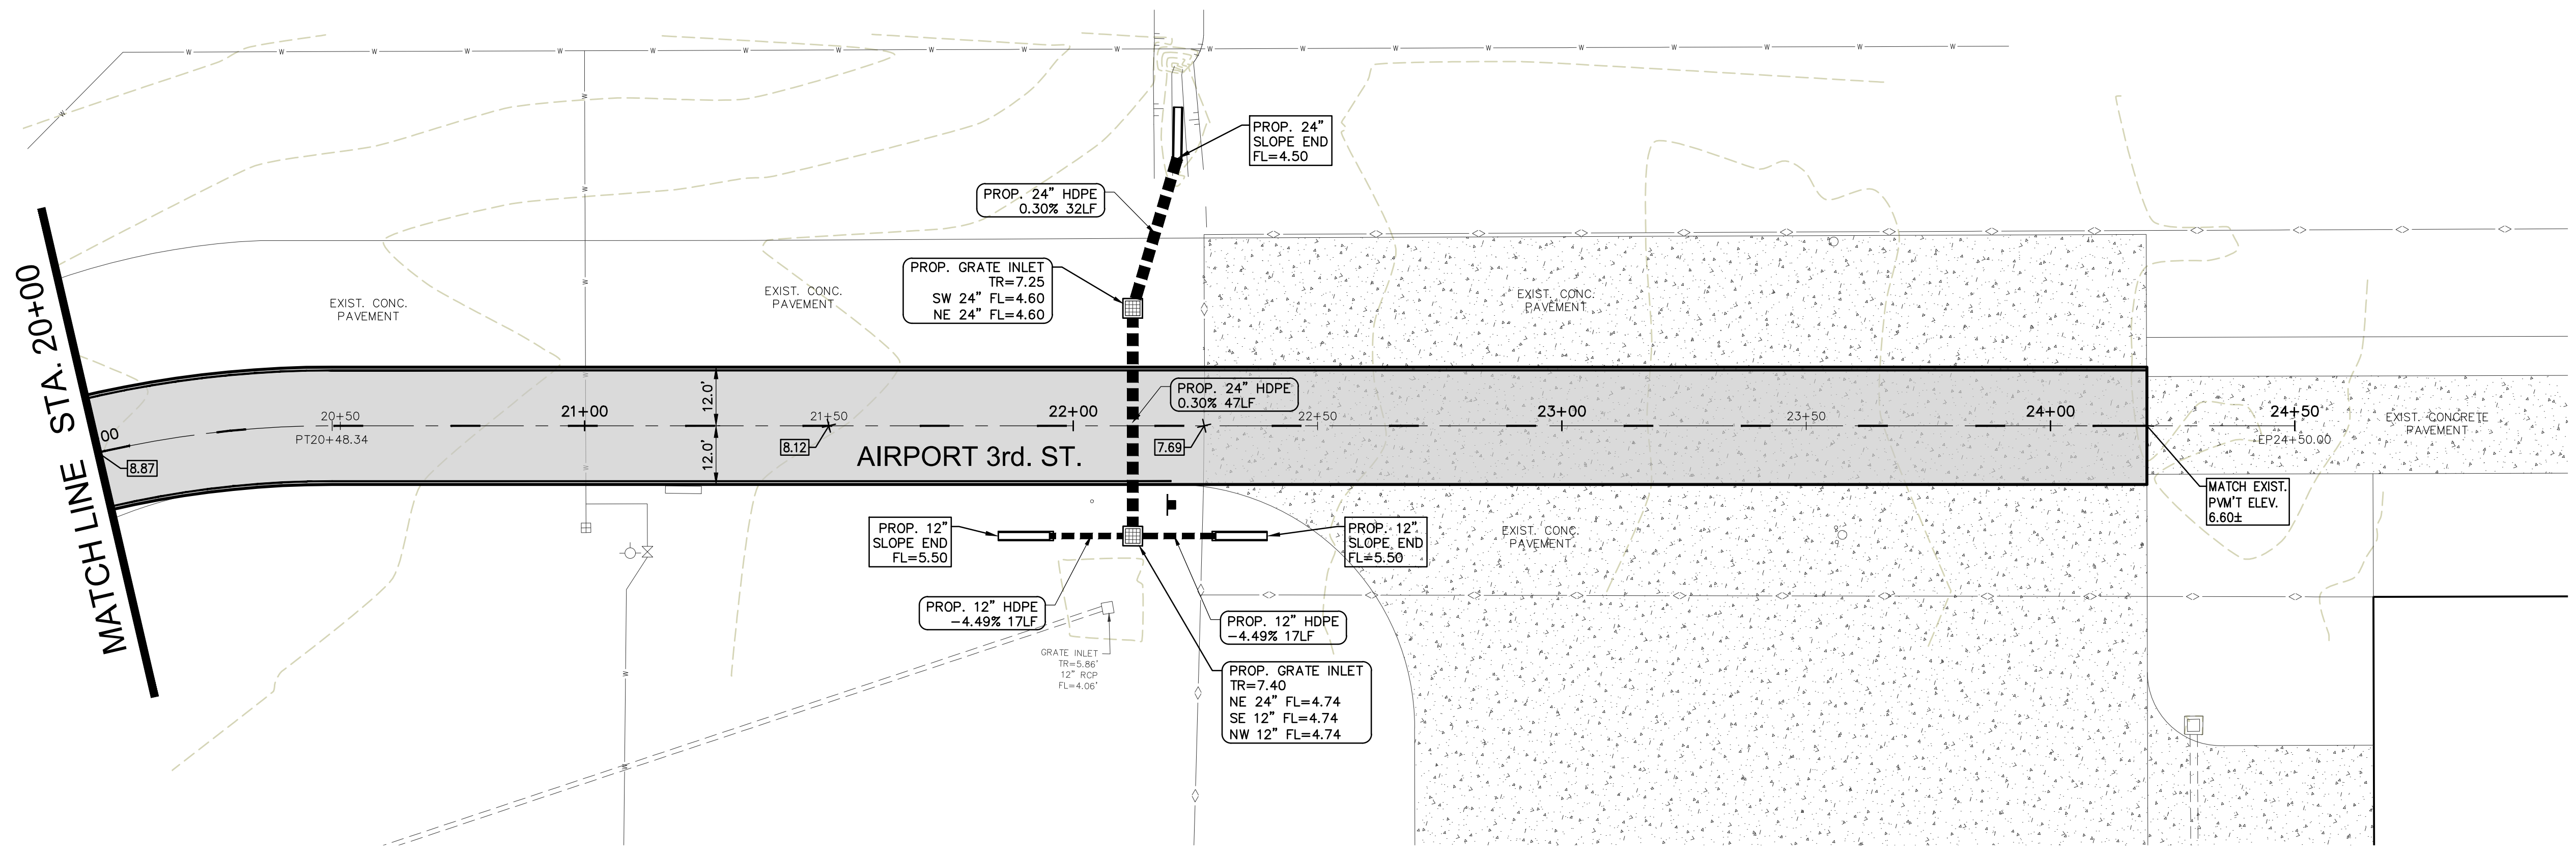 W W W W W W W W W W W W W W W W W W W W
W
W
PROP. 24"
SLOPE END
FL=4.50
PROP. 24" HDPE
0.30% 32LF
W
W
PROP. GRATE INLET
TR=7.25
SW 24" FL=4.60
NE 24" FL=4.60
EXIST. CONC.
PAVEMENT
EXIST. CONC.
PAVEMENT
EXIST. CONC.
PAVEMENT
MATCH LINE STA. 20+00
12.0'
12.0'
PROP. 24" HDPE
0.30% 47LF
00
20+50
21+00
21+50
22+00
22+50
23+00
23+50
24+00
24+50
PT20+48.34
EP24+50.00
EXIST. CONCRETE
PAVEMENT
8.87
8.12
AIRPORT 3rd. ST.
7.69
MATCH EXIST.
PVM'T ELEV.
6.60±
PROP. 12"
SLOPE END
FL=5.50
PROP. 12"
SLOPE END
FL=5.50
EXIST. CONC.
PAVEMENT
PROP. 12" HDPE
-4.49% 17LF
PROP. 12" HDPE
-4.49% 17LF
GRATE INLET
TR=5.86'
12" RCP
FL=4.06'
PROP. GRATE INLET
TR=7.40
NE 24" FL=4.74
SE 12" FL=4.74
NW 12" FL=4.74
W
W